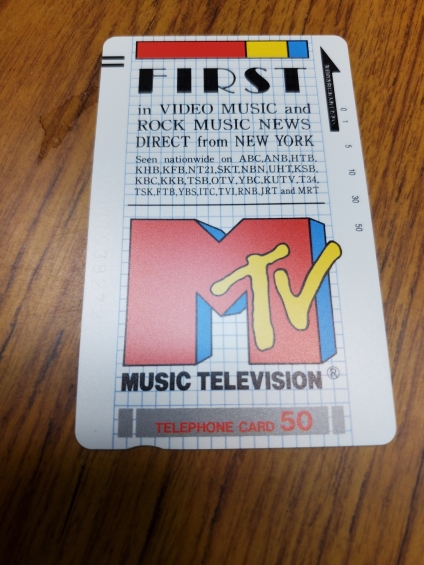 FIRST
in VIDEO MUSIC and
ROCK MUSIC NEWS
DIRECT from NEW YORK
Seen nationwide on ABC,ANB,HTB,
KHB,KFB,NT21,SKT,NBN,UHT,KSB,
KBC,KKB,TSB,OTV,YBC,KUTV,T34,
TSK,FTB,YBS,ITC,TVI,RNB,JRT and MRT
MTV
MUSIC TELEVISION®
TELEPHONE CARD 50
0
1
5
10
30
50